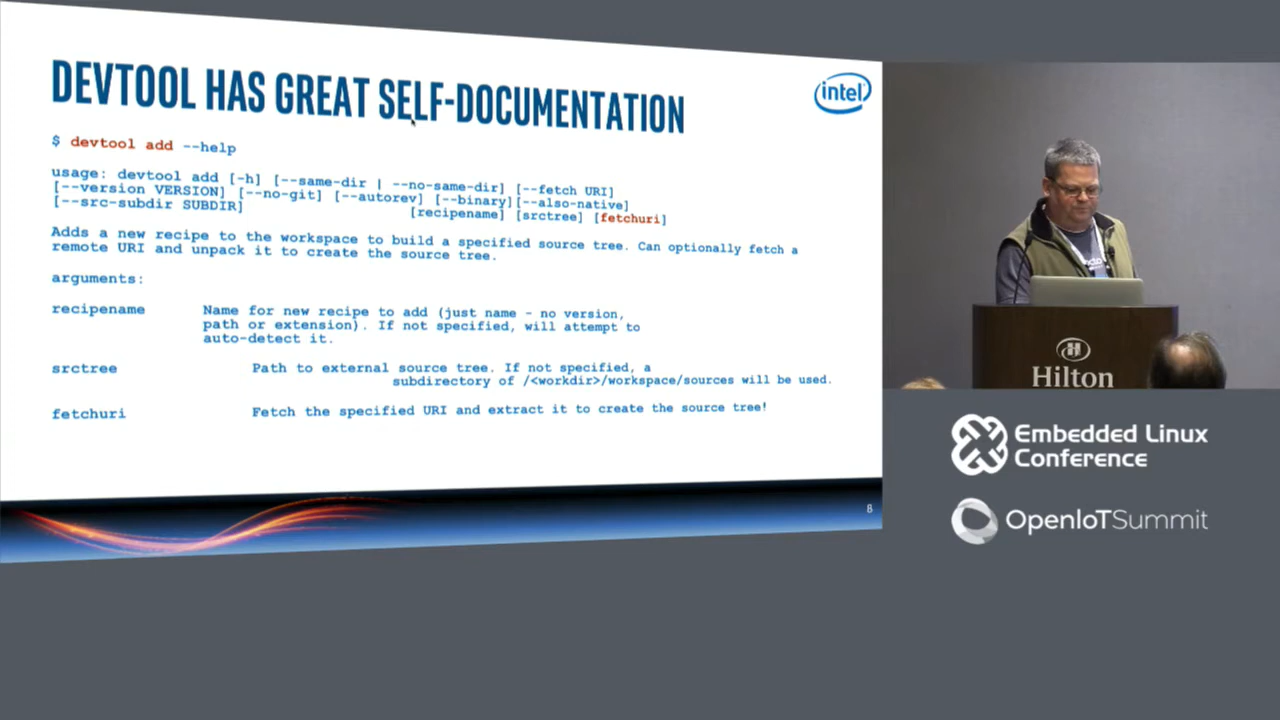 DEVTOOL HAS GREAT SELF-DOCUMENTATION
intel
$ devtool add --help
usage: devtool add [-h] [--same-dir | --no-same-dir] [--fetch URI]
[--version VERSION] [--no-git] [--autorev] [--binary][--also-native]
[--src-subdir SUBDIR] [recipename] [srctree] [fetchuri]
Adds a new recipe to the workspace to build a specified source tree. Can optionally fetch a
remote URI and unpack it to create the source tree.
arguments:
recipename Name for new recipe to add (just name - no version,
path or extension). If not specified, will attempt to
auto-detect it.
srctree Path to external source tree. If not specified, a
subdirectory of /<workdir>/workspace/sources will be used.
fetchuri Fetch the specified URI and extract it to create the source tree!
8
Hilton
Embedded Linux
Conference
OpenIoTSummit